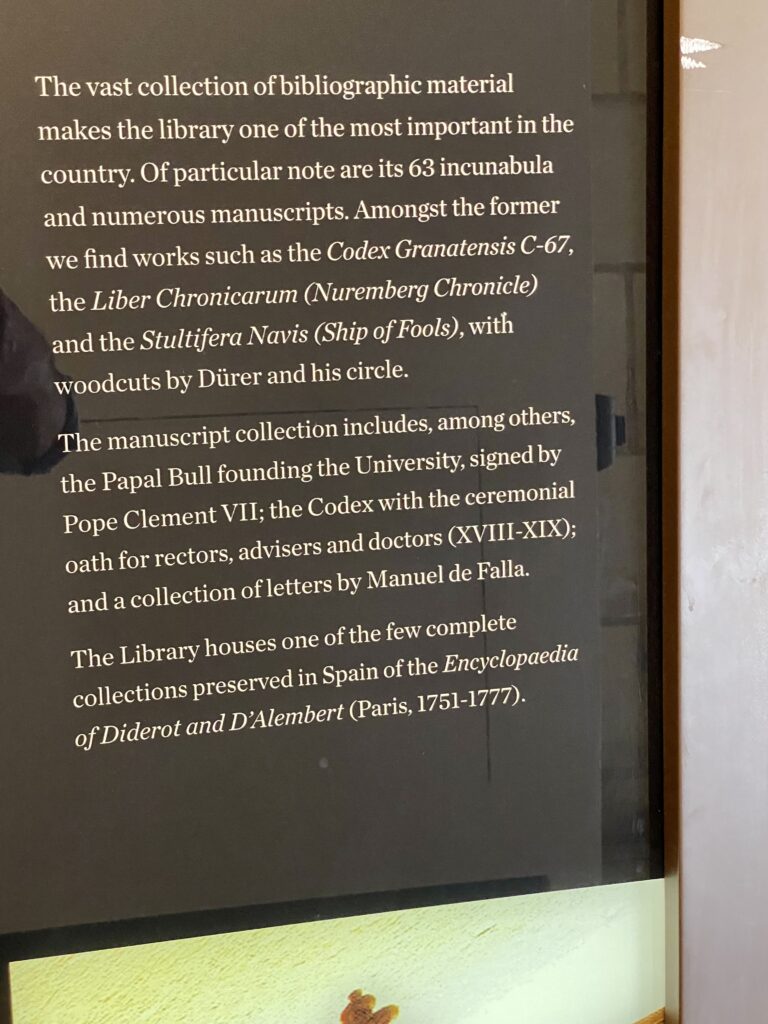 The vast collection of bibliographic material
makes the library one of the most important in the
country. Of particular note are its 63 incunabula
and numerous manuscripts. Amongst the former
we find works such as the Codex Granatensis C-67,
the Liber Chronicarum (Nuremberg Chronicle)
and the Stultifera Navis (Ship of Fools), with
woodcuts by Dürer and his circle.
The manuscript collection includes, among others,
the Papal Bull founding the University, signed by
Pope Clement VII; the Codex with the ceremonial
oath for rectors, advisers and doctors (XVIII-XIX);
and a collection of letters by Manuel de Falla.
The Library houses one of the few complete
collections preserved in Spain of the Encyclopaedia
of Diderot and D’Alembert (Paris, 1751-1777).